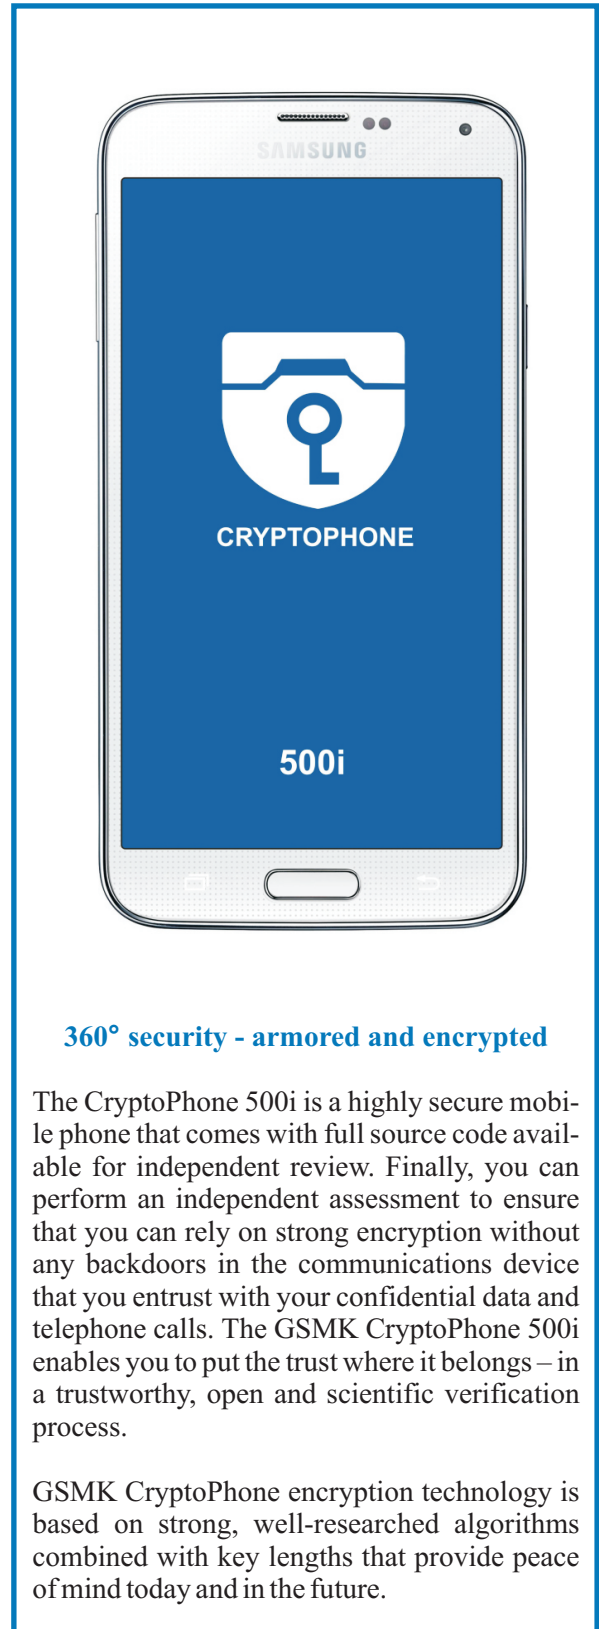 SAMSUNG
CRYPTOPHONE
500i
360° security - armored and encrypted
The CryptoPhone 500i is a highly secure mobi-
le phone that comes with full source code avail-
able for independent review. Finally, you can
perform an independent assessment to ensure
that you can rely on strong encryption without
any backdoors in the communications device
that you entrust with your confidential data and
telephone calls. The GSMK CryptoPhone 500i
enables you to put the trust where it belongs – in
a trustworthy, open and scientific verification
process.
GSMK CryptoPhone encryption technology is
based on strong, well-researched algorithms
combined with key lengths that provide peace
of mind today and in the future.